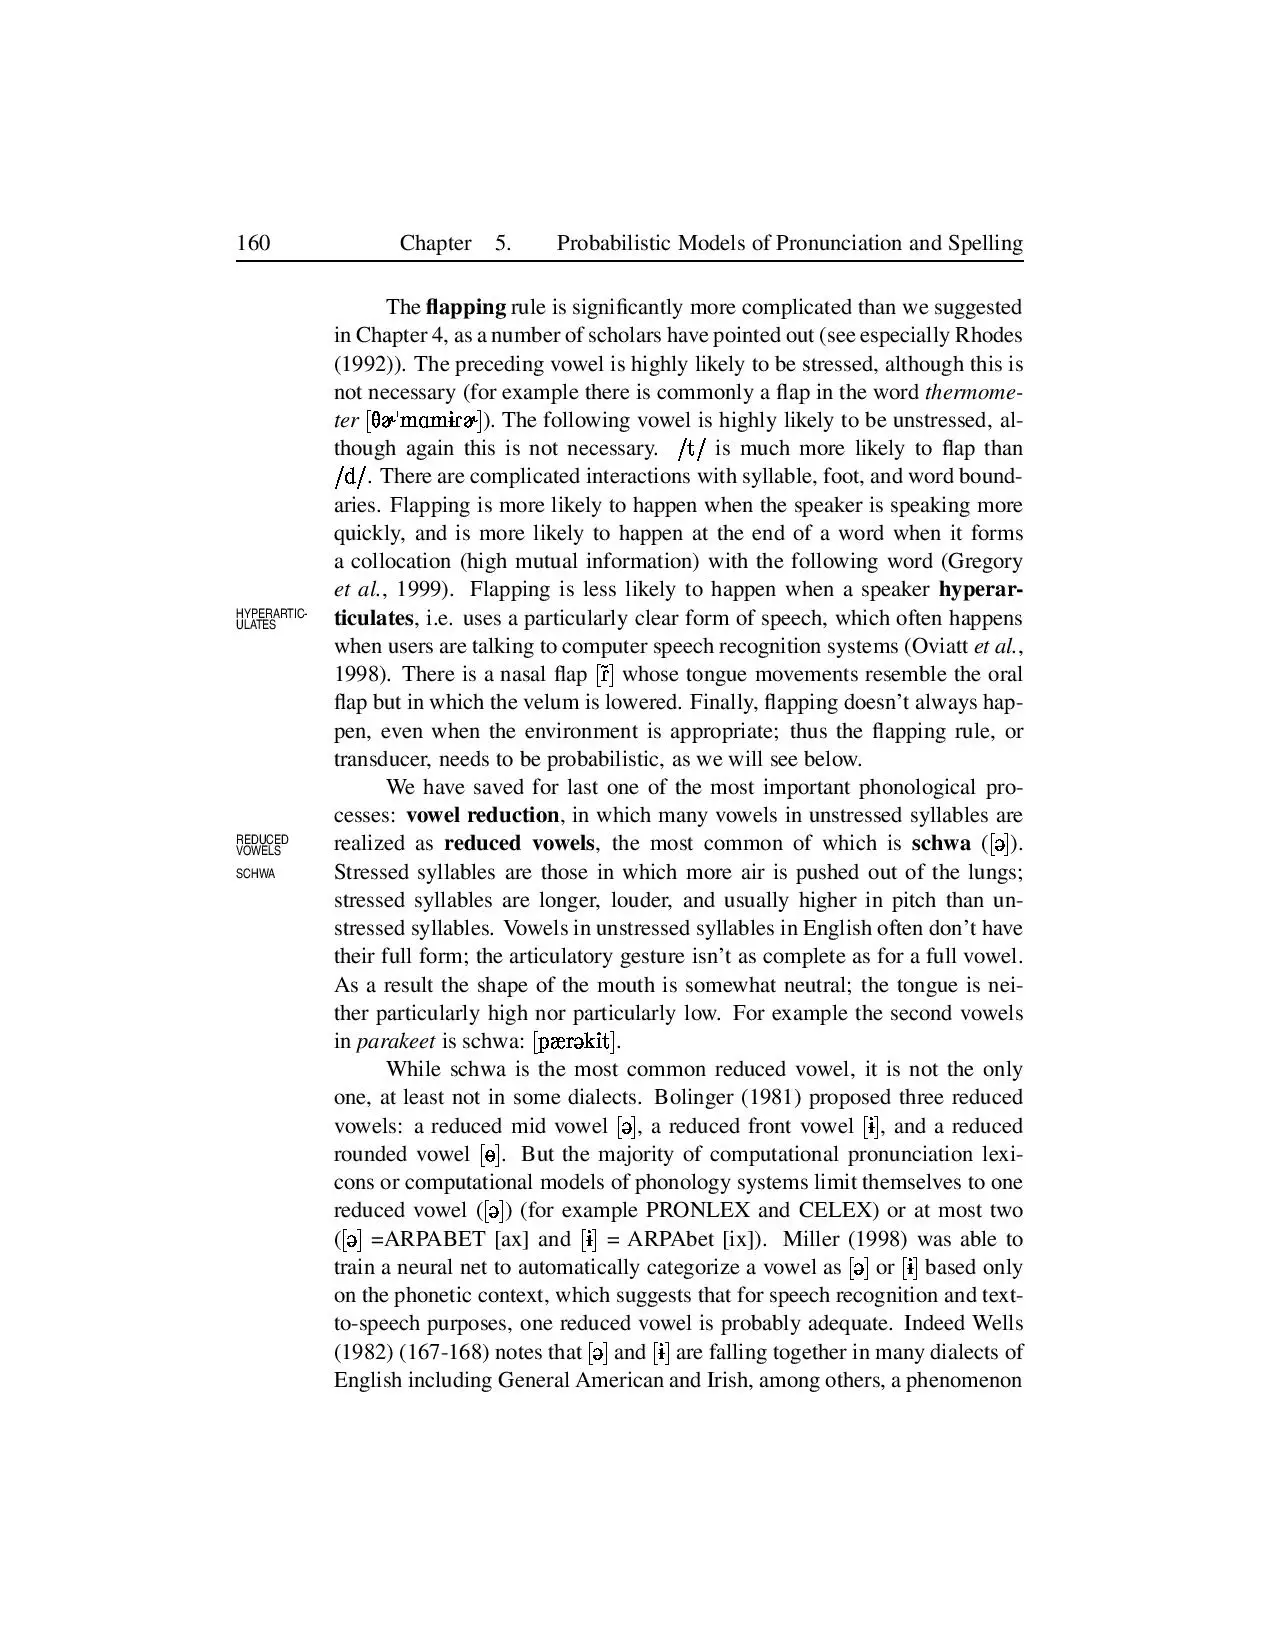 160 Chapter 5. Probabilistic Models of Pronunciation and Spelling
The flapping rule is significantly more complicated than we suggested
in Chapter 4, as a number of scholars have pointed out (see especially Rhodes
(1992)). The preceding vowel is highly likely to be stressed, although this is
not necessary (for example there is commonly a flap in the word thermome-
ter [θɚˈmɑmɨɾɚ]). The following vowel is highly likely to be unstressed, al-
though again this is not necessary. /t/ is much more likely to flap than
/d/. There are complicated interactions with syllable, foot, and word bound-
aries. Flapping is more likely to happen when the speaker is speaking more
quickly, and is more likely to happen at the end of a word when it forms
a collocation (high mutual information) with the following word (Gregory
et al., 1999). Flapping is less likely to happen when a speaker hyperar-
HYPERARTIC-
ULATES
ticulates, i.e. uses a particularly clear form of speech, which often happens
when users are talking to computer speech recognition systems (Oviatt et al.,
1998). There is a nasal flap [ɾ̃] whose tongue movements resemble the oral
flap but in which the velum is lowered. Finally, flapping doesn't always hap-
pen, even when the environment is appropriate; thus the flapping rule, or
transducer, needs to be probabilistic, as we will see below.
We have saved for last one of the most important phonological pro-
cesses: vowel reduction, in which many vowels in unstressed syllables are
REDUCED
VOWELS
realized as reduced vowels, the most common of which is schwa ([ə]).
SCHWA
Stressed syllables are those in which more air is pushed out of the lungs;
stressed syllables are longer, louder, and usually higher in pitch than un-
stressed syllables. Vowels in unstressed syllables in English often don't have
their full form; the articulatory gesture isn't as complete as for a full vowel.
As a result the shape of the mouth is somewhat neutral; the tongue is nei-
ther particularly high nor particularly low. For example the second vowels
in parakeet is schwa: [pærəkit].
While schwa is the most common reduced vowel, it is not the only
one, at least not in some dialects. Bolinger (1981) proposed three reduced
vowels: a reduced mid vowel [ə], a reduced front vowel [ɨ], and a reduced
rounded vowel [ɵ]. But the majority of computational pronunciation lexi-
cons or computational models of phonology systems limit themselves to one
reduced vowel ([ə]) (for example PRONLEX and CELEX) or at most two
([ə] =ARPABET [ax] and [ɨ] = ARPAbet [ix]). Miller (1998) was able to
train a neural net to automatically categorize a vowel as [ə] or [ɨ] based only
on the phonetic context, which suggests that for speech recognition and text-
to-speech purposes, one reduced vowel is probably adequate. Indeed Wells
(1982) (167-168) notes that [ə] and [ɨ] are falling together in many dialects of
English including General American and Irish, among others, a phenomenon